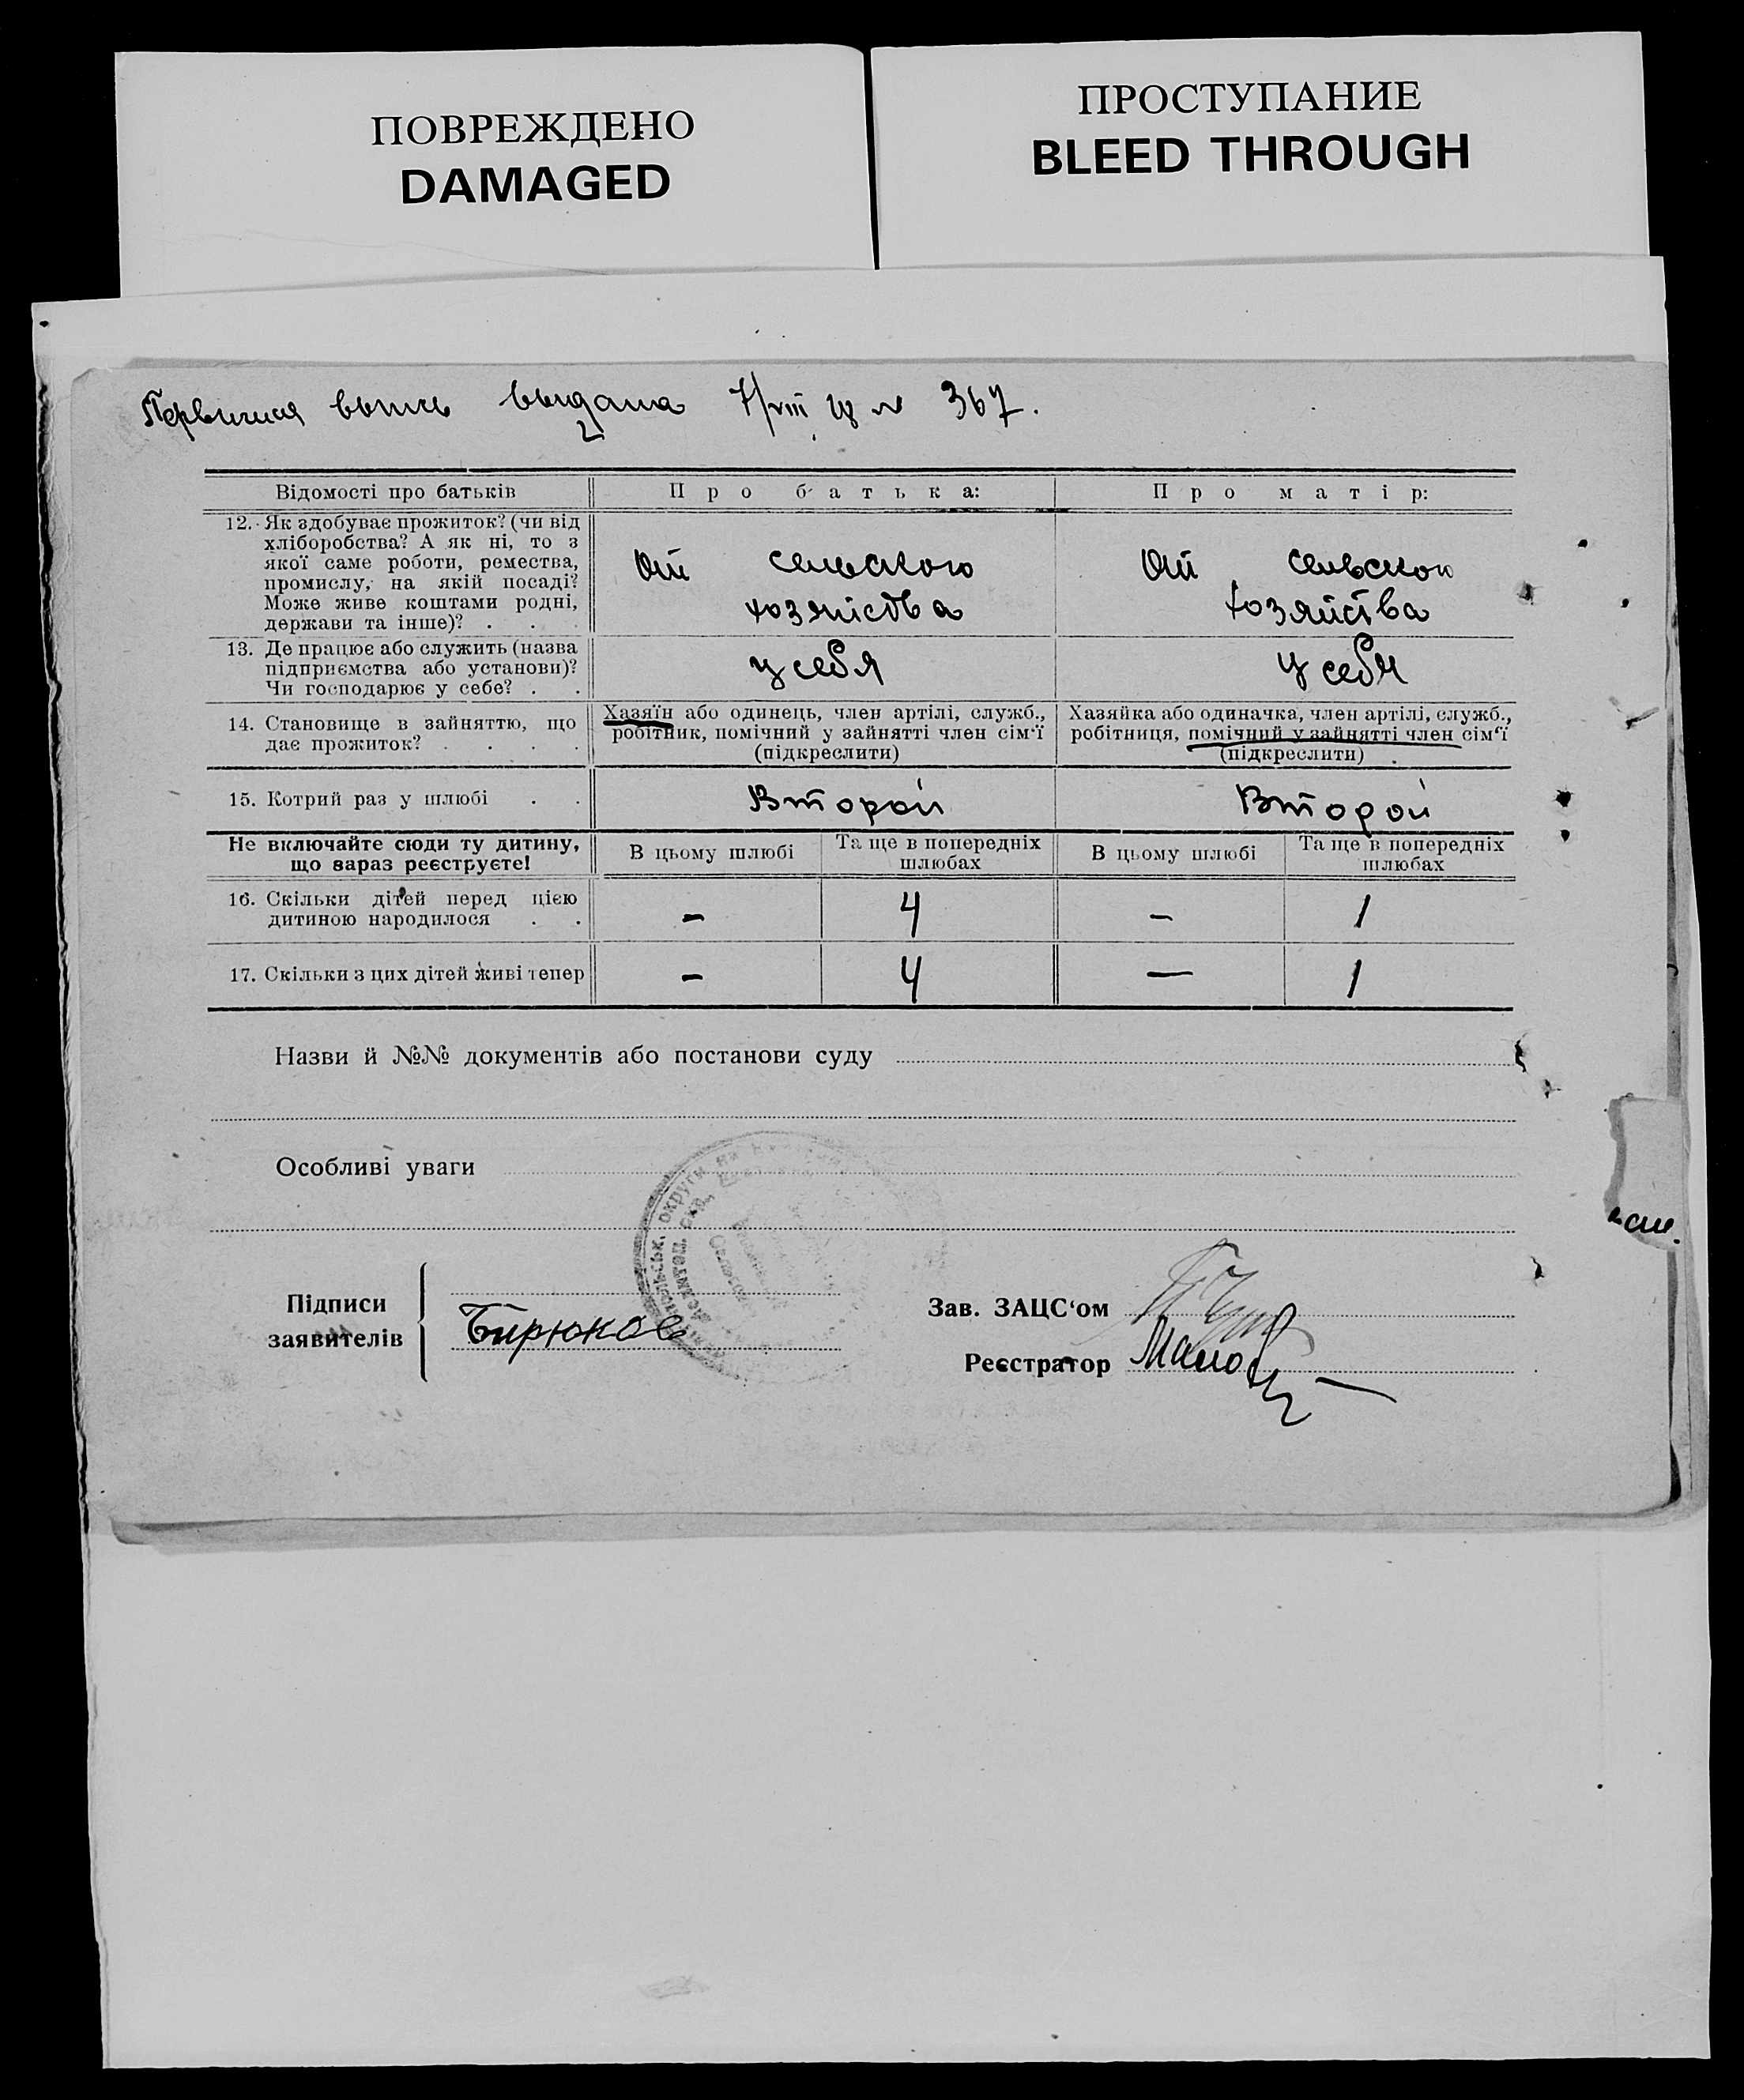 ПОВРЕЖДЕНО
DAMAGED
ПРОСТУПАНИЕ
BLEED THROUGH
выпись выдана 7/VIII № 367.
Відомості про батьків
Про батька:
Про матір:
12. Як здобуває прожиток? (чи від
хліборобства? А як ні, то з
якої саме роботи, ремества,
промислу, на якій посаді?
Може живе коштами родні,
держави та інше)? . .
От сельского
хозяйства
От сельского
хозяйства
13. Де працює або служить (назва
підприємства або установи)?
Чи господарює у себе? . .
у себя
у себя
14. Становище в зайняттю, що
дає прожиток? . . . .
Хазяїн або одинець, член артілі, служб.,
робітник, помічний у зайнятті член сім'ї
(підкреслити)
Хазяйка або одиначка, член артілі, служб.,
робітниця, помічний у зайнятті член сім'ї
(підкреслити)
15. Котрий раз у шлюбі . .
Второй
Второй
Не включайте сюди ту дитину,
що зараз реєструєте!
В цьому шлюбі
Та ще в попередніх
шлюбах
В цьому шлюбі
Та ще в попередніх
шлюбах
16. Скільки дітей перед цією
дитиною народилося . .
-
4
-
1
17. Скільки з цих дітей живі тепер
-
4
-
1
Назви й №№ документів або постанови суду
Особливі уваги
округи
Підписи
заявителів
Бирюков
Зав. ЗАЦС'ом
Реєстратор